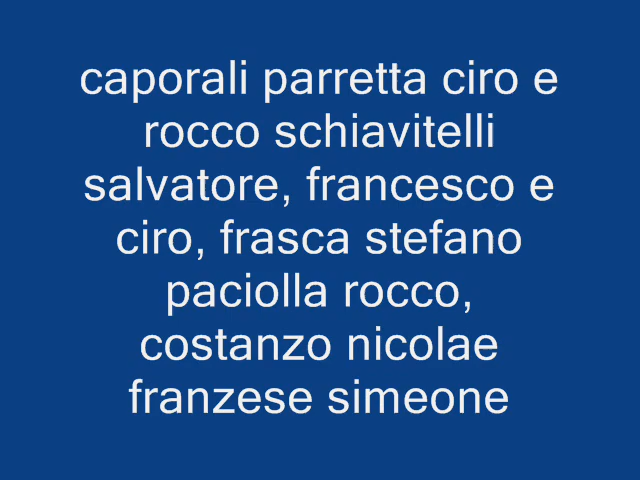 caporali parretta ciro e
rocco schiavitelli
salvatore, francesco e
ciro, frasca stefano
paciolla rocco,
costanzo nicolae
franzese simeone